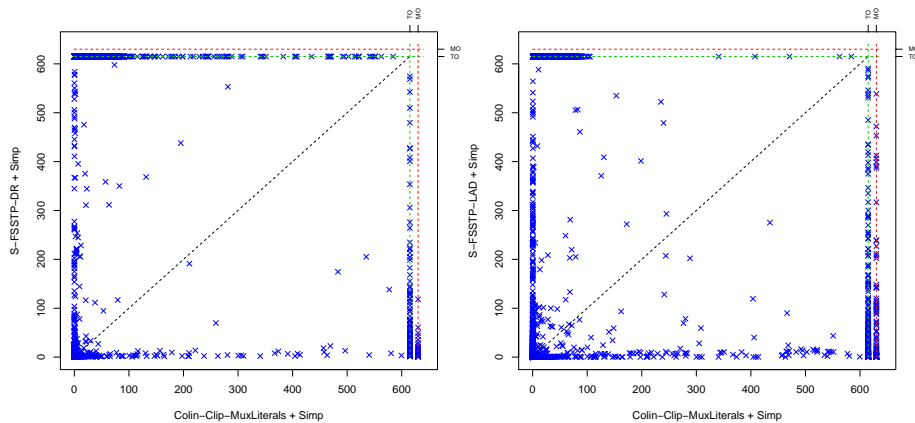 TO MO
MO
TO
600
500
400
300
200
100
0
S−FSSTP−DR + Simp
0 100 200 300 400 500 600
Colin−Clip−MuxLiterals + Simp
TO MO
MO
TO
600
500
400
300
200
100
0
S−FSSTP−LAD + Simp
0 100 200 300 400 500 600
Colin−Clip−MuxLiterals + Simp